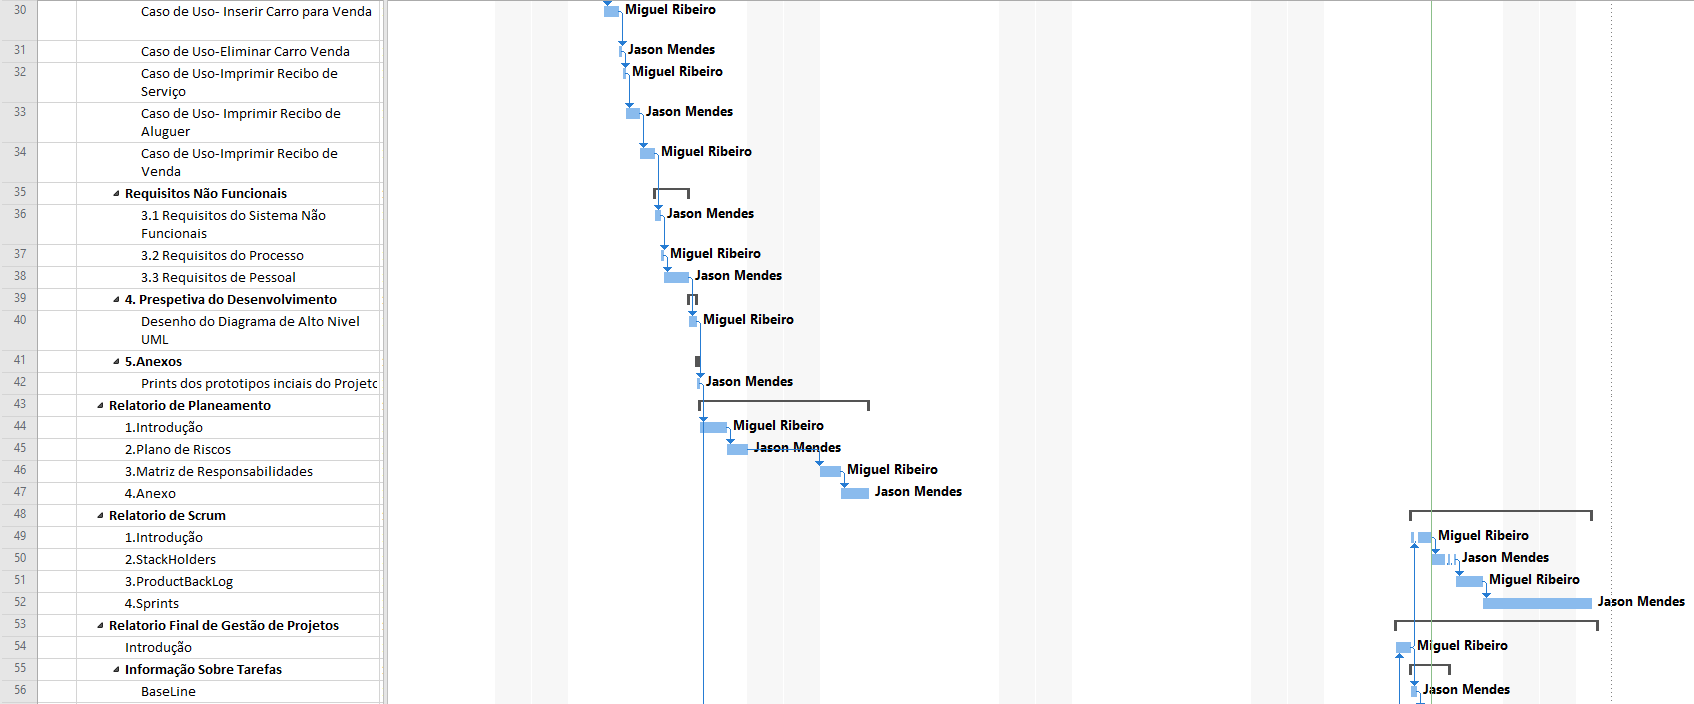 30 Caso de Uso- Inserir Carro para Venda Miguel Ribeiro
31 Caso de Uso-Eliminar Carro Venda Jason Mendes
32 Caso de Uso-Imprimir Recibo de Miguel Ribeiro
Serviço
33 Caso de Uso- Imprimir Recibo de Jason Mendes
Aluguer
34 Caso de Uso-Imprimir Recibo de Miguel Ribeiro
Venda
35 Requisitos Não Funcionais
36 3.1 Requisitos do Sistema Não Jason Mendes
Funcionais
37 3.2 Requisitos do Processo Miguel Ribeiro
38 3.3 Requisitos de Pessoal Jason Mendes
39 4. Prespetiva do Desenvolvimento
40 Desenho do Diagrama de Alto Nivel Miguel Ribeiro
UML
41 5.Anexos
42 Prints dos prototipos inciais do Projeto Jason Mendes
43 Relatorio de Planeamento
44 1.Introdução Miguel Ribeiro
45 2.Plano de Riscos Jason Mendes
46 3.Matriz de Responsabilidades Miguel Ribeiro
47 4.Anexo Jason Mendes
48 Relatorio de Scrum
49 1.Introdução Miguel Ribeiro
50 2.StackHolders Jason Mendes
51 3.ProductBackLog Miguel Ribeiro
52 4.Sprints Jason Mendes
53 Relatorio Final de Gestão de Projetos
54 Introdução Miguel Ribeiro
55 Informação Sobre Tarefas
56 BaseLine Jason Mendes